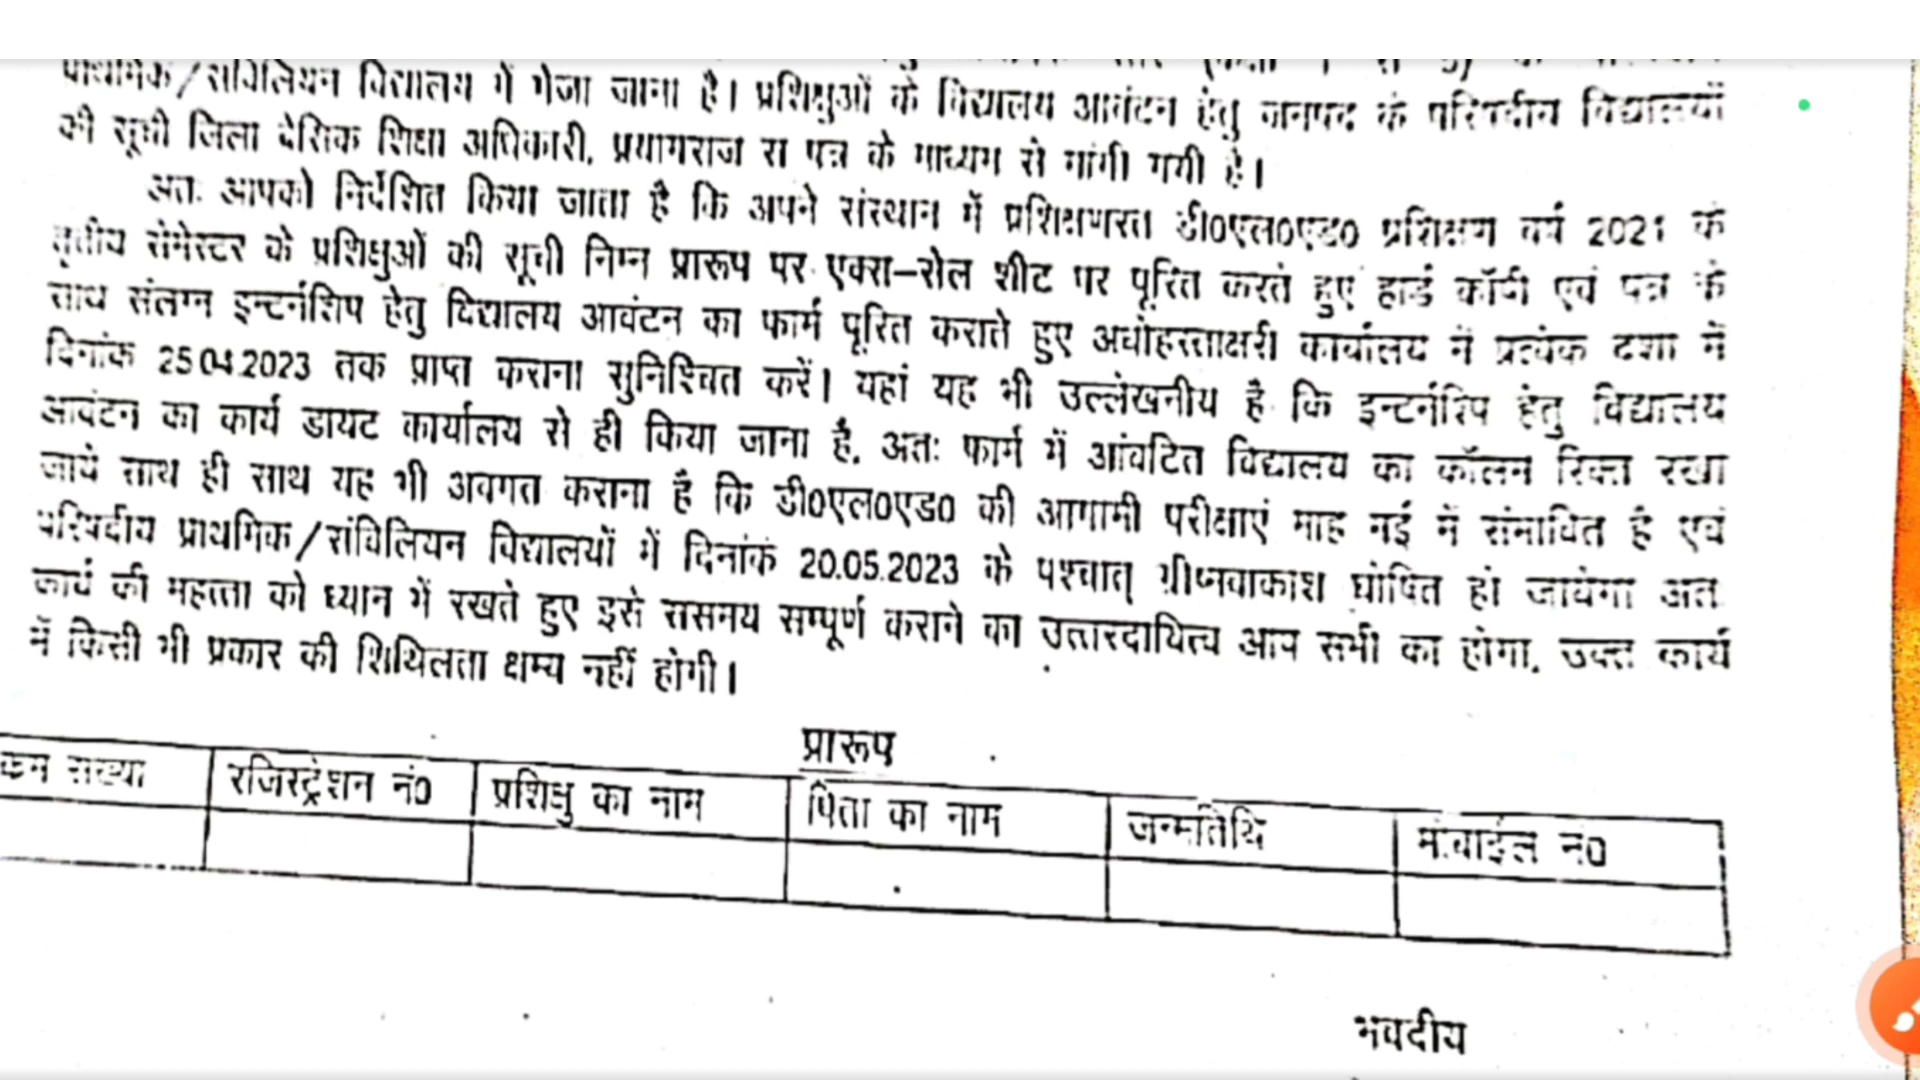 प्राथमिक/संविलियन विद्यालय में भेजा जाना है। प्रशिक्षुओं के विद्यालय आवंटन हेतु जनपद के परिषदीय विद्यालयों
की सूची जिला बेसिक शिक्षा अधिकारी, प्रयागराज से पत्र के माध्यम से मांगी गयी है।
अतः आपको निर्देशित किया जाता है कि अपने संस्थान में प्रशिक्षणरत डी0एल0एड0 प्रशिक्षण वर्ष 2021 के
तृतीय सेमेस्टर के प्रशिक्षुओं की सूची निम्न प्रारूप पर एक्स-सेल शीट पर पूरित करते हुए हार्ड कॉपी एवं पत्र के
साथ संलग्न इन्टर्नशिप हेतु विद्यालय आवंटन का फार्म पूरित कराते हुए अधोहस्ताक्षरी कार्यालय में प्रत्येक दशा में
दिनांक 25.04.2023 तक प्राप्त कराना सुनिश्चित करें। यहां यह भी उल्लेखनीय है कि इन्टर्नशिप हेतु विद्यालय
आवंटन का कार्य डायट कार्यालय से ही किया जाना है, अतः फार्म में आंवटित विद्यालय का कॉलम रिक्त रखा
जाये साथ ही साथ यह भी अवगत कराना है कि डी0एल0एड0 की आगामी परीक्षाएं माह मई में संभावित है एवं
परिषदीय प्राथमिक/संविलियन विद्यालयों में दिनांक 20.05.2023 के पश्चात् ग्रीष्मवाकाश घोषित हो जायेगा अतः
कार्य की महत्ता को ध्यान में रखते हुए इसे ससमय सम्पूर्ण कराने का उत्तारदायित्व आप सभी का होगा, उक्त कार्य
में किसी भी प्रकार की शिथिलता क्षम्य नहीं होगी।
प्रारूप
क्रम संख्या रजिस्ट्रेशन नं0 प्रशिक्षु का नाम पिता का नाम जन्मतिथि मोबाईल नं0
भवदीय